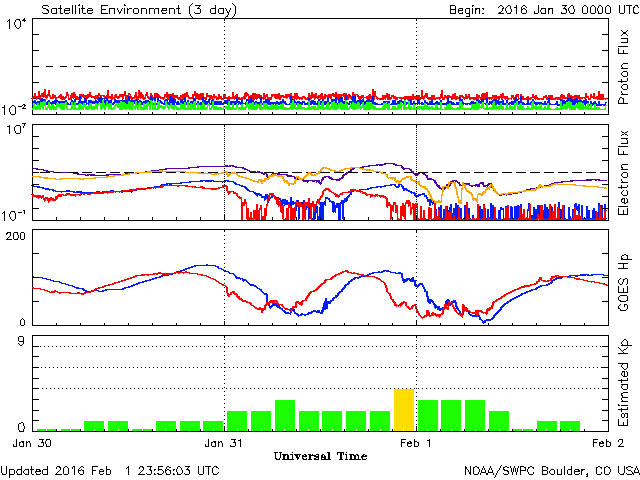 Satellite Environment (3 day) Begin: 2016 Jan 30 0000 UTC
10^4
10^-2
Proton Flux
10^7
10^-1
Electron Flux
200
0
GOES Hp
9
0
Estimated Kp
Jan 30 Jan 31 Feb 1 Feb 2
Universal Time
Updated 2016 Feb 1 23:56:03 UTC NOAA/SWPC Boulder, CO USA